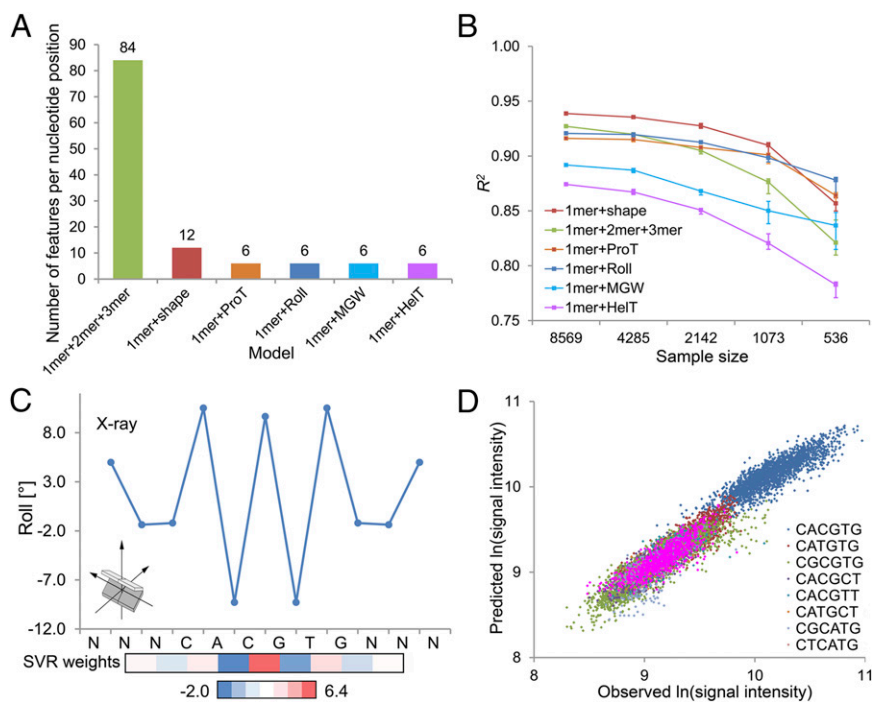 A
Number of features per nucleotide position
90
80
70
60
50
40
30
20
10
0
84
12
6
6
6
6
1mer+2mer+3mer
1mer+shape
1mer+ProT
1mer+Roll
1mer+MGW
1mer+HelT
Model
B
R²
1.00
0.95
0.90
0.85
0.80
0.75
1mer+shape
1mer+2mer+3mer
1mer+ProT
1mer+Roll
1mer+MGW
1mer+HelT
8569 4285 2142 1073 536
Sample size
C
X-ray
Roll [°]
8.0
3.0
-2.0
-7.0
-12.0
N N N C A C G T G N N N
SVR weights
-2.0 6.4
D
Predicted ln(signal intensity)
11
10
9
8
CACGTG
CATGTG
CGCGTG
CACGCT
CACGTT
CATGCT
CGCATG
CTCATG
8 9 10 11
Observed ln(signal intensity)